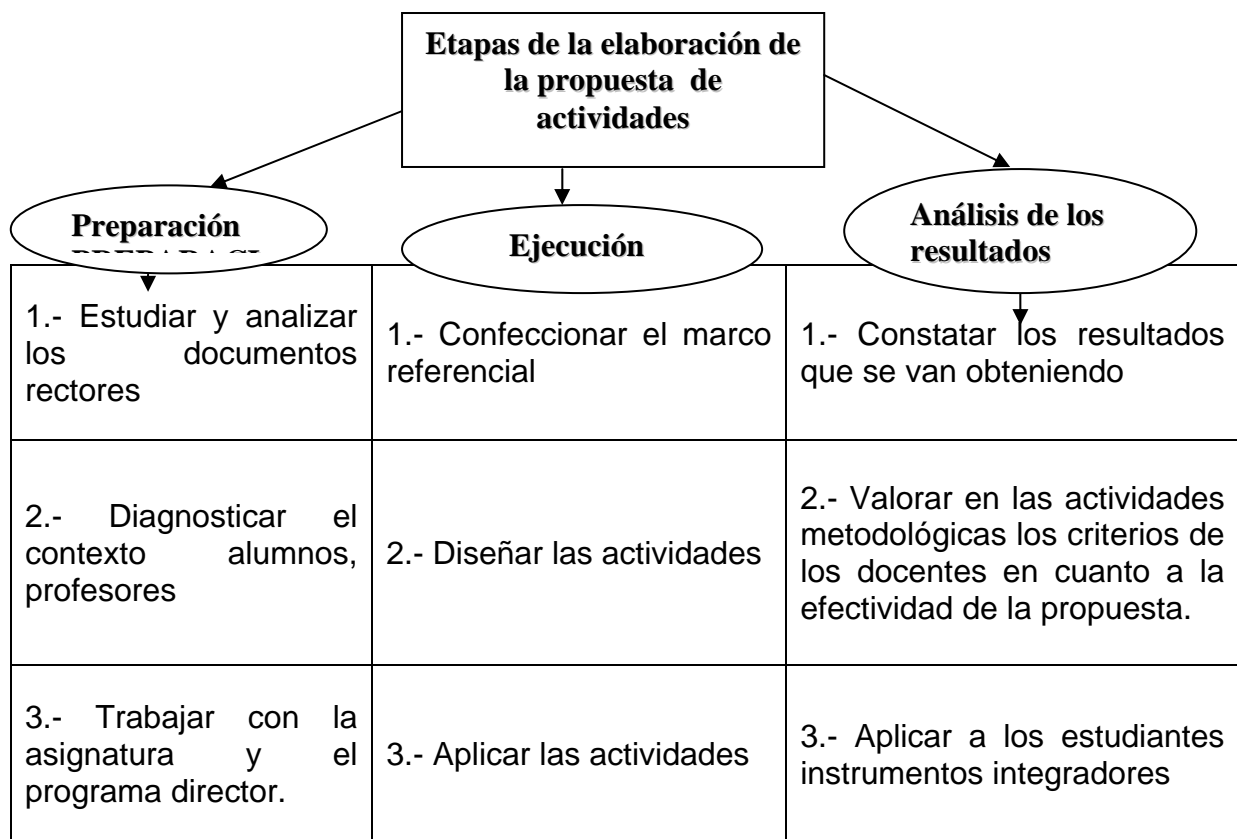 Etapas de la elaboración de
la propuesta de
actividades
Preparación
Ejecución
Análisis de los
resultados
1.- Estudiar y analizar
los documentos
rectores
1.- Confeccionar el marco
referencial
1.- Constatar los resultados
que se van obteniendo
2.- Diagnosticar el
contexto alumnos,
profesores
2.- Diseñar las actividades
2.- Valorar en las actividades
metodológicas los criterios de
los docentes en cuanto a la
efectividad de la propuesta.
3.- Trabajar con la
asignatura y el
programa director.
3.- Aplicar las actividades
3.- Aplicar a los estudiantes
instrumentos integradores